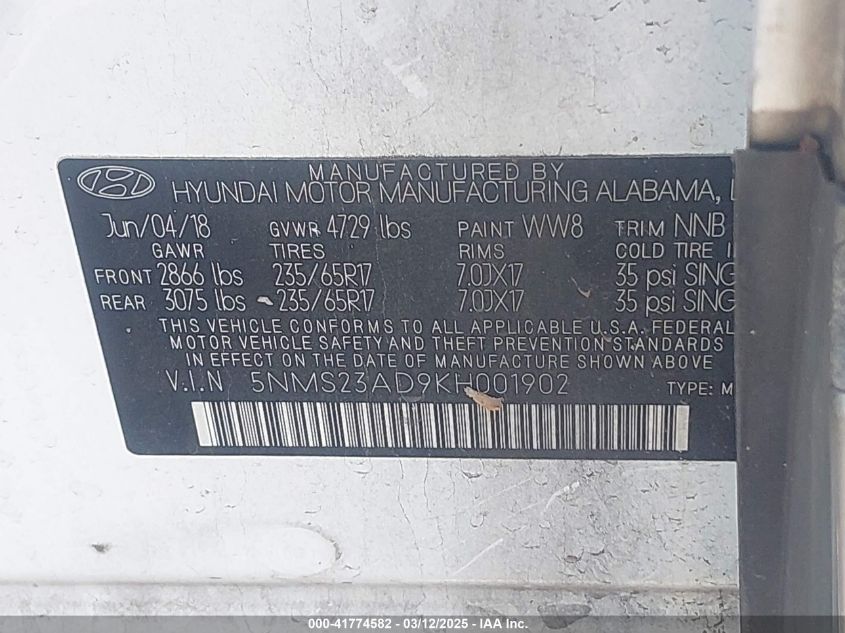 MANUFACTURED BY
HYUNDAI MOTOR MANUFACTURING ALABAMA, L
Jun/04/18 GVWR 4729 lbs PAINT WW8 TRIM NNB
GAWR TIRES RIMS COLD TIRE I
FRONT 2866 lbs 235/65R17 7.0JX17 35 psi SING
REAR 3075 lbs 235/65R17 7.0JX17 35 psi SING
THIS VEHICLE CONFORMS TO ALL APPLICABLE U.S.A. FEDERAL
MOTOR VEHICLE SAFETY AND THEFT PREVENTION STANDARDS
IN EFFECT ON THE DATE OF MANUFACTURE SHOWN ABOVE
V.I.N 5NMS23AD9KH001902 TYPE: M
000-41774582 - 03/12/2025 - IAA Inc.